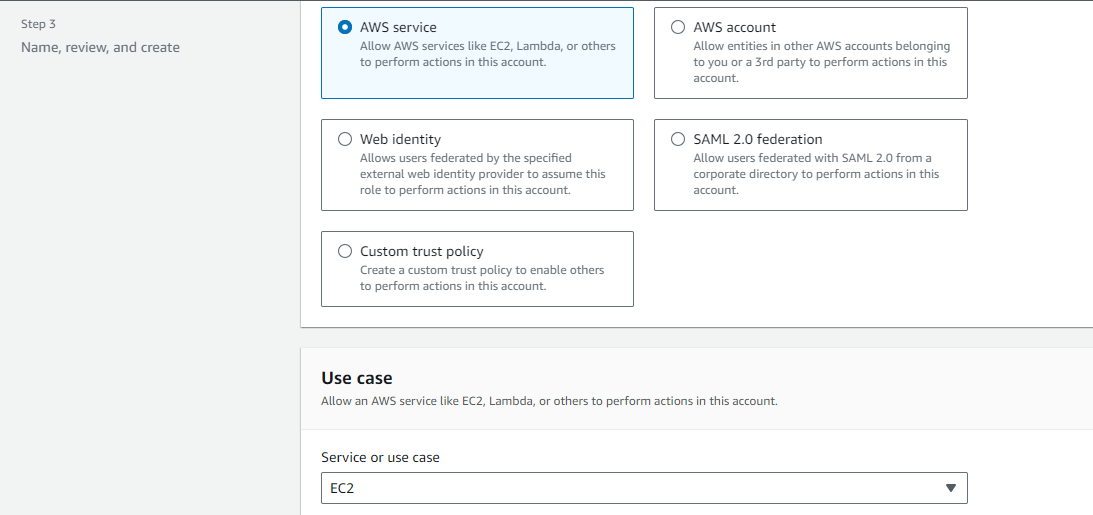 Step 3
Name, review, and create
AWS service
Allow AWS services like EC2, Lambda, or others
to perform actions in this account.
AWS account
Allow entities in other AWS accounts belonging
to you or a 3rd party to perform actions in this
account.
Web identity
Allows users federated by the specified
external web identity provider to assume this
role to perform actions in this account.
SAML 2.0 federation
Allow users federated with SAML 2.0 from a
corporate directory to perform actions in this
account.
Custom trust policy
Create a custom trust policy to enable others
to perform actions in this account.
Use case
Allow an AWS service like EC2, Lambda, or others to perform actions in this account.
Service or use case
EC2